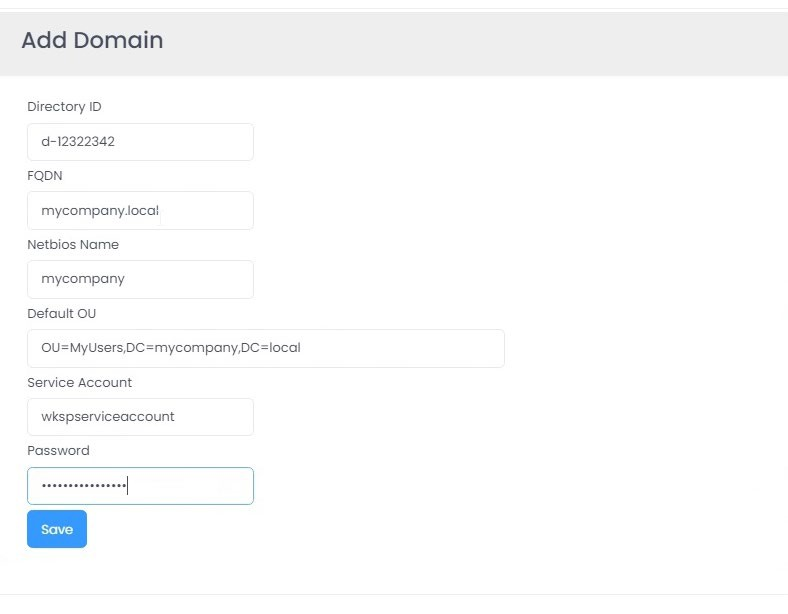 Add Domain
Directory ID
d-12322342
FQDN
mycompany.local
Netbios Name
mycompany
Default OU
OU=MyUsers,DC=mycompany,DC=local
Service Account
wkspserviceaccount
Password
••••••••••••••••
Save